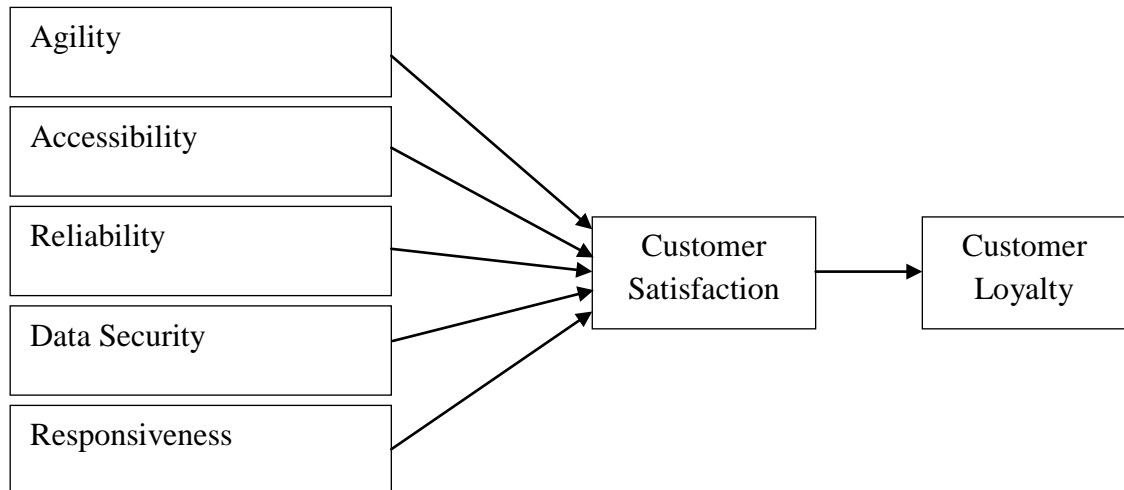 Agility
Accessibility
Reliability
Data Security
Responsiveness
Customer
Satisfaction
Customer
Loyalty